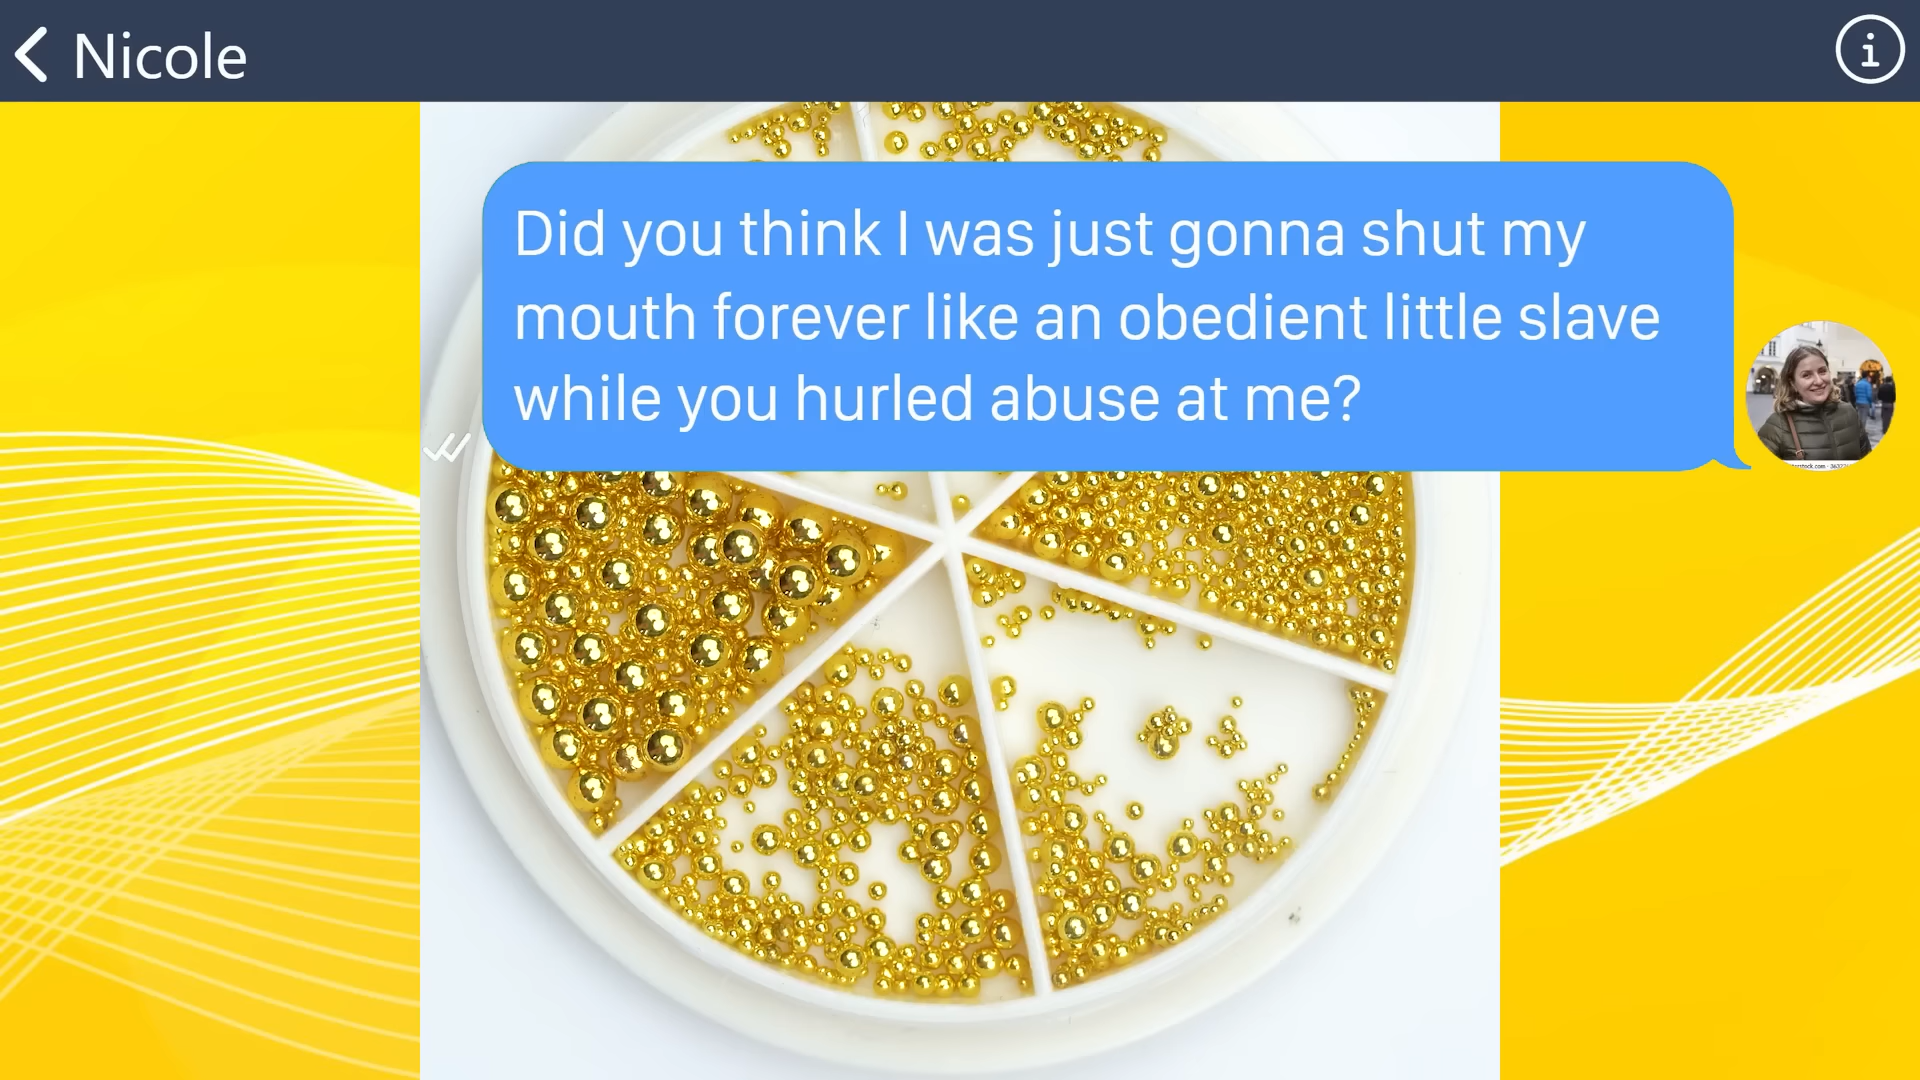 Nicole
Did you think I was just gonna shut my
mouth forever like an obedient little slave
while you hurled abuse at me?